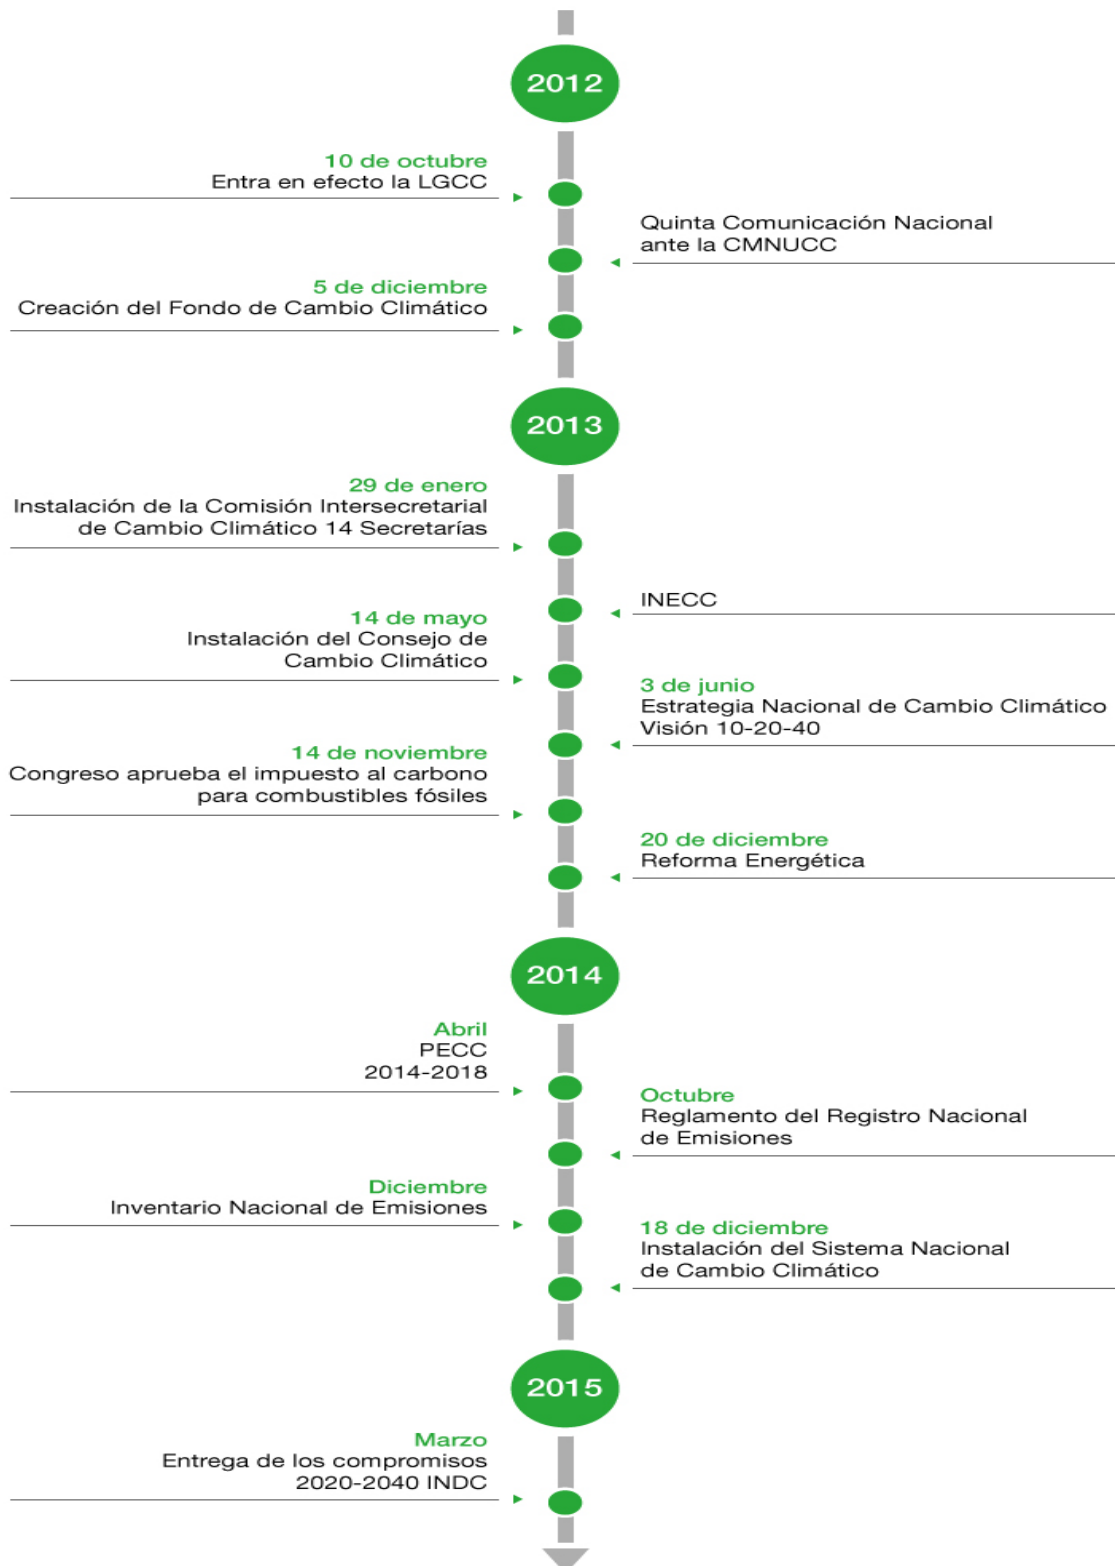 2012
10 de octubre
Entra en efecto la LGCC
Quinta Comunicación Nacional
ante la CMNUCC
5 de diciembre
Creación del Fondo de Cambio Climático
2013
29 de enero
Instalación de la Comisión Intersecretarial
de Cambio Climático 14 Secretarías
INECC
14 de mayo
Instalación del Consejo de
Cambio Climático
3 de junio
Estrategia Nacional de Cambio Climático
Visión 10-20-40
14 de noviembre
Congreso aprueba el impuesto al carbono
para combustibles fósiles
20 de diciembre
Reforma Energética
2014
Abril
PECC
2014-2018
Octubre
Reglamento del Registro Nacional
de Emisiones
Diciembre
Inventario Nacional de Emisiones
18 de diciembre
Instalación del Sistema Nacional
de Cambio Climático
2015
Marzo
Entrega de los compromisos
2020-2040 INDC